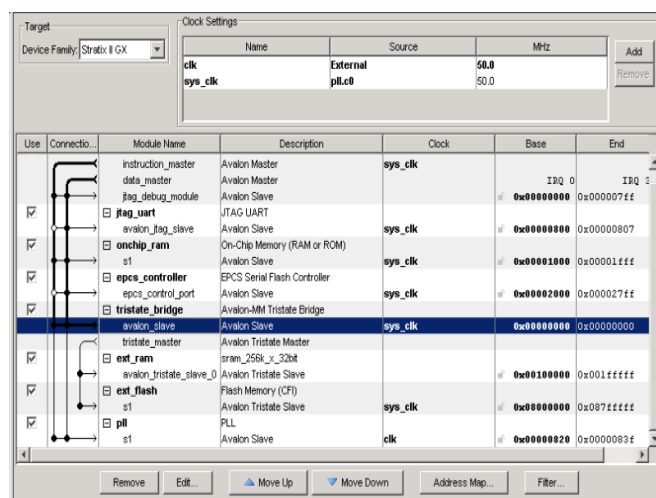 Target
Device Family: Stratix II GX
Clock Settings
Name Source MHz
clk External 50.0
sys_clk pll.c0 50.0
Add
Remove
Use Connectio... Module Name Description Clock Base End
instruction_master Avalon Master sys_clk
data_master Avalon Master IRQ 0 IRQ 3
jtag_debug_module Avalon Slave 0x00000000 0x000007ff
jtag_uart JTAG UART
avalon_jtag_slave Avalon Slave sys_clk 0x00000800 0x00000807
onchip_ram On-Chip Memory (RAM or ROM)
s1 Avalon Slave sys_clk 0x00001000 0x00001fff
epcs_controller EPCS Serial Flash Controller
epcs_control_port Avalon Slave sys_clk 0x00002000 0x000027ff
tristate_bridge Avalon-MM Tristate Bridge
avalon_slave Avalon Slave sys_clk 0x00000000 0x00000000
tristate_master Avalon Tristate Master
ext_ram sram_256k_x_32bit
avalon_tristate_slave_0 Avalon Tristate Slave 0x00100000 0x001fffff
ext_flash Flash Memory (CFI)
s1 Avalon Tristate Slave sys_clk 0x08000000 0x087fffff
pll PLL
s1 Avalon Slave clk 0x00000820 0x0000083f
Remove Edit... Move Up Move Down Address Map... Filter...